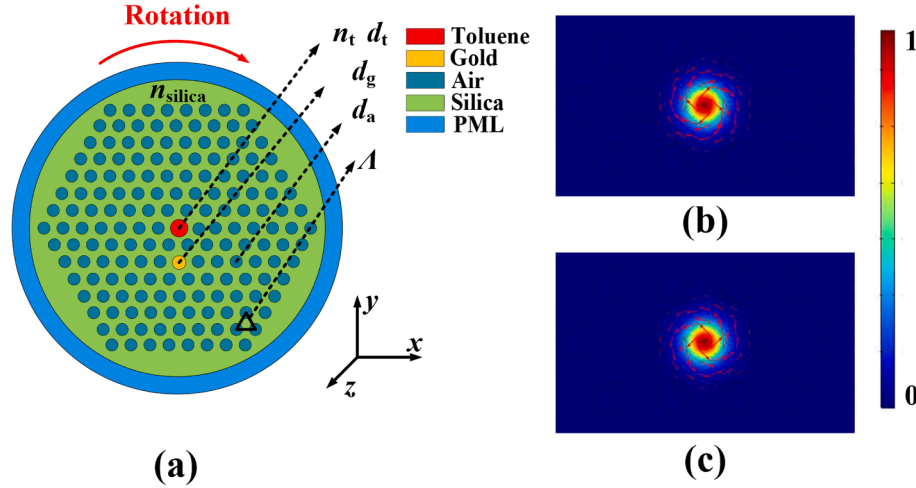 Rotation
n_silica
n_t d_t
d_g
d_a
Λ
Toluene
Gold
Air
Silica
PML
y
x
z
(a)
(b)
(c)
1
0